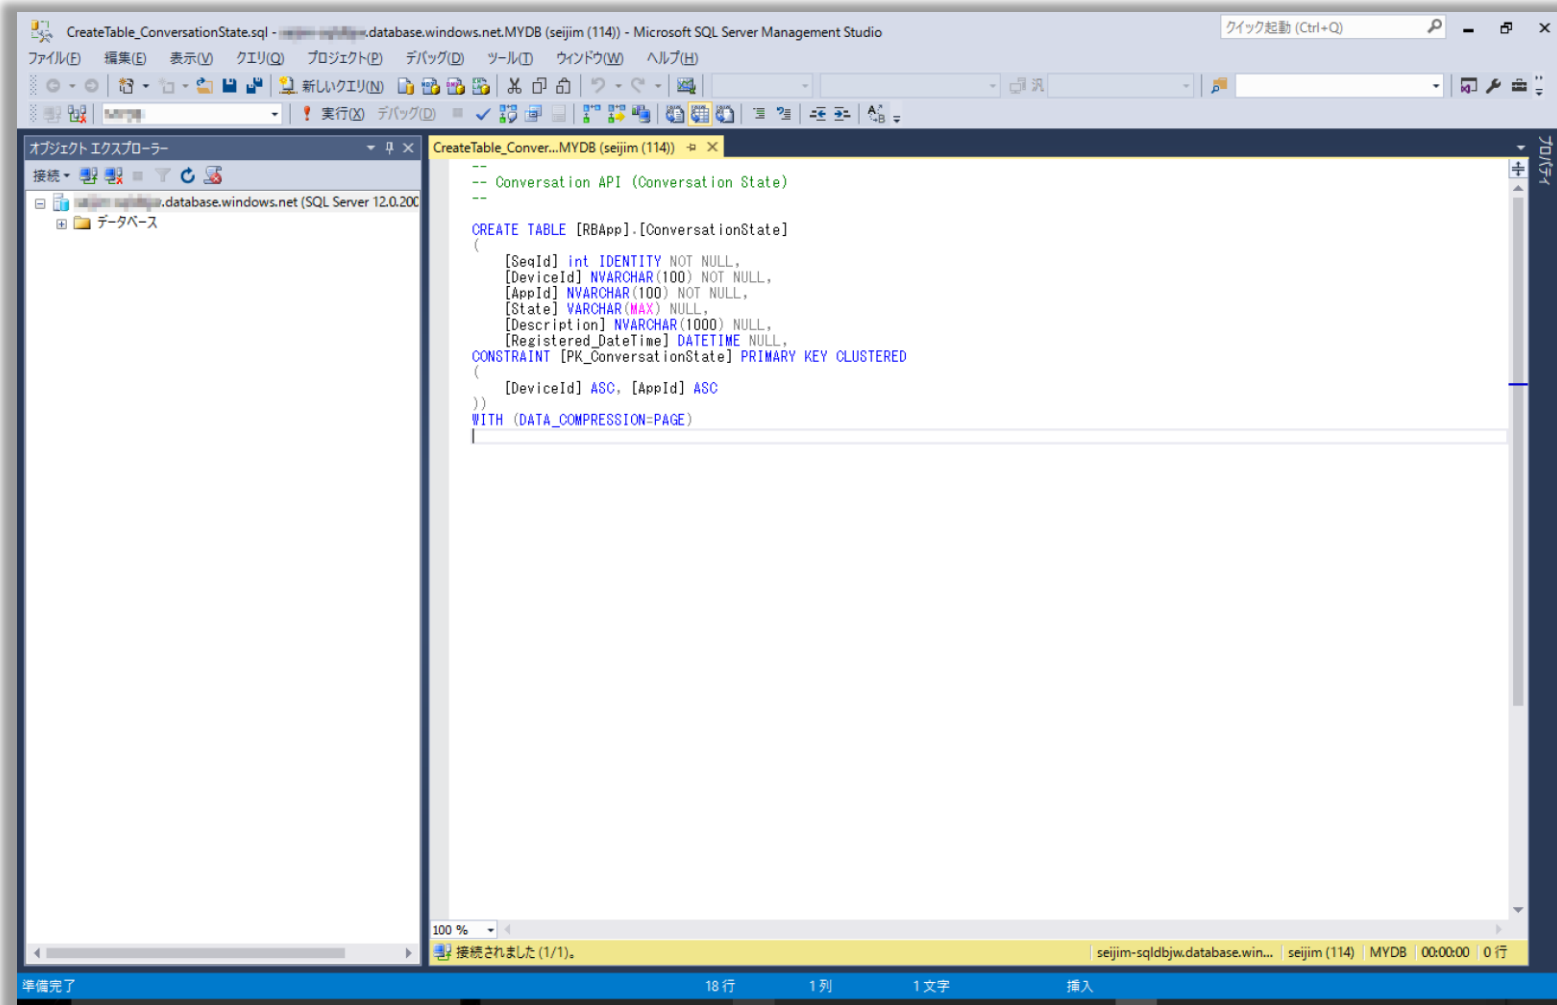 CreateTable_ConversationState.sql - .database.windows.net.MYDB (seijim (114)) - Microsoft SQL Server Management Studio
クイック起動 (Ctrl+Q)
ファイル(F) 編集(E) 表示(V) クエリ(Q) プロジェクト(P) デバッグ(D) ツール(T) ウィンドウ(W) ヘルプ(H)
新しいクエリ(N)
実行(X) デバッグ(D)
オブジェクト エクスプローラー
接続
.database.windows.net (SQL Server 12.0.200
データベース
CreateTable_Conver...MYDB (seijim (114))
プロパティ
--
-- Conversation API (Conversation State)
--
CREATE TABLE [RBApp].[ConversationState]
(
[SeqId] int IDENTITY NOT NULL,
[DeviceId] NVARCHAR(100) NOT NULL,
[AppId] NVARCHAR(100) NOT NULL,
[State] VARCHAR(MAX) NULL,
[Description] NVARCHAR(1000) NULL,
[Registered_DateTime] DATETIME NULL,
CONSTRAINT [PK_ConversationState] PRIMARY KEY CLUSTERED
(
[DeviceId] ASC, [AppId] ASC
))
WITH (DATA_COMPRESSION=PAGE)
100 %
接続されました (1/1)。
seijim-sqldbjw.database.win... seijim (114) MYDB 00:00:00 0 行
準備完了 18 行 1 列 1 文字 挿入